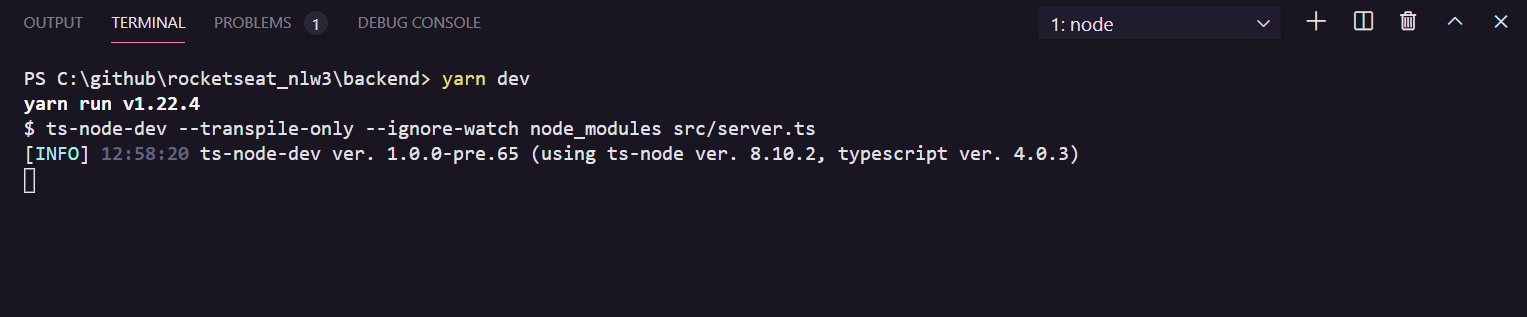 OUTPUT TERMINAL PROBLEMS 1 DEBUG CONSOLE 1: node
PS C:\github\rocketseat_nlw3\backend> yarn dev
yarn run v1.22.4
$ ts-node-dev --transpile-only --ignore-watch node_modules src/server.ts
[INFO] 12:58:20 ts-node-dev ver. 1.0.0-pre.65 (using ts-node ver. 8.10.2, typescript ver. 4.0.3)